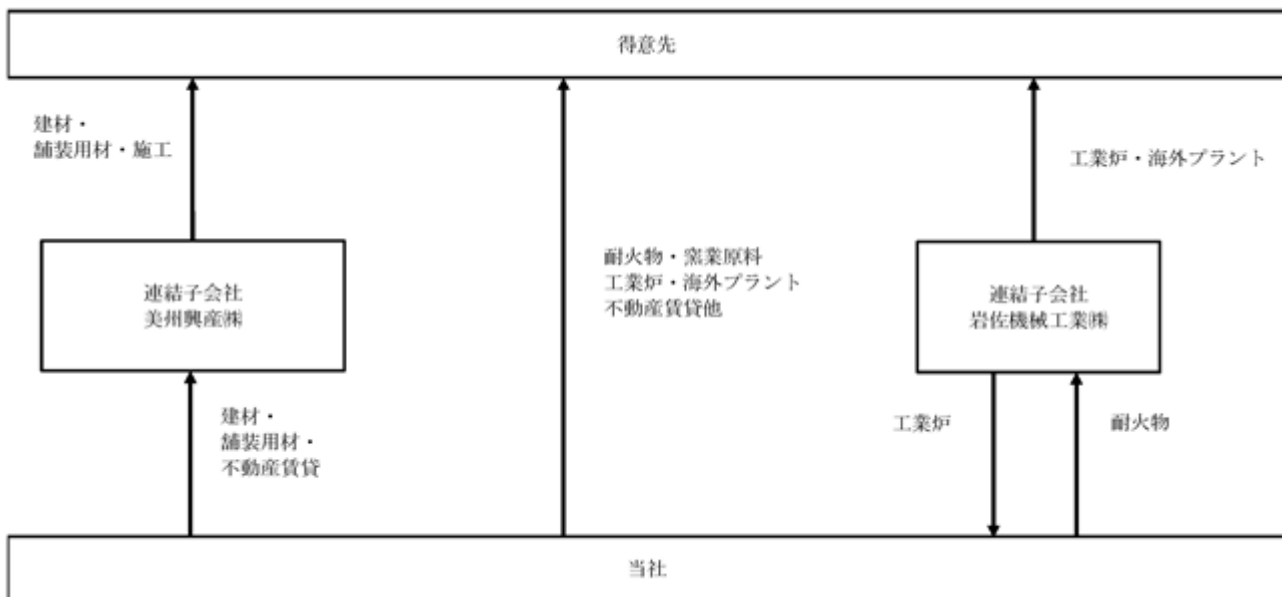 得意先
建材・
舗装用材・施工
工業炉・海外プラント
耐火物・窯業原料
工業炉・海外プラント
不動産賃貸他
連結子会社
美州興産㈱
連結子会社
岩佐機械工業㈱
建材・
舗装用材・
不動産賃貸
工業炉
耐火物
当社